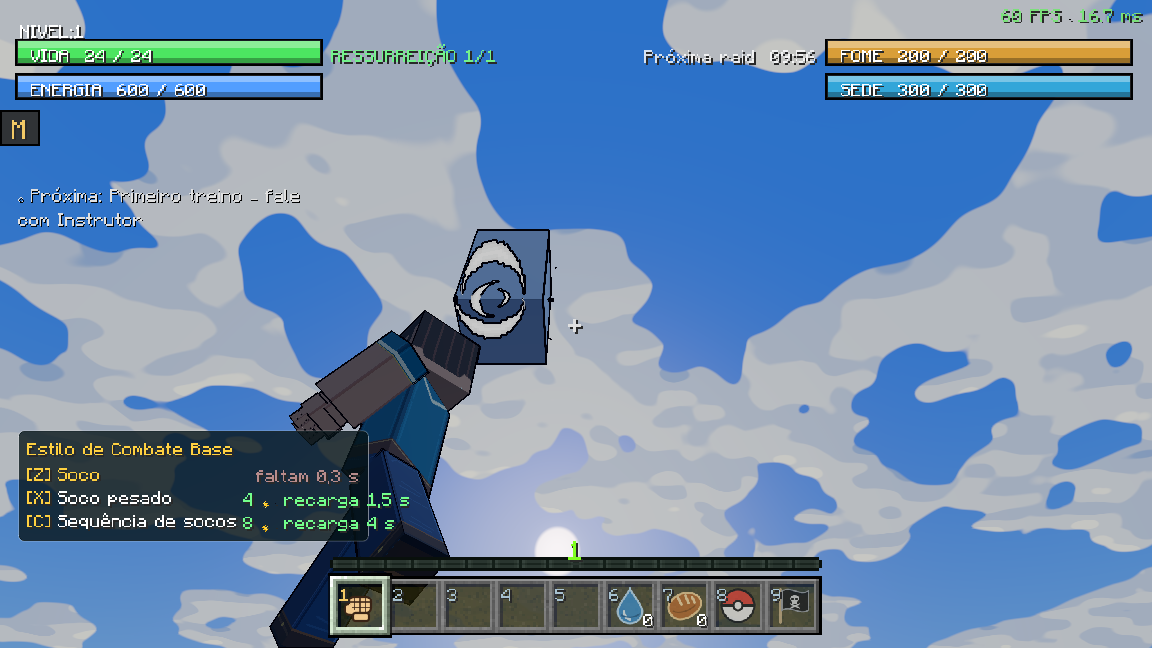 60 FPS · 16.7 ms
NIVEL:1
VIDA 24 / 24
RESSURREIÇÃO 1/1
Próxima raid 09:56
FOME 200 / 200
ENERGIA 600 / 600
SEDE 300 / 300
M
Próxima: Primeiro treino – fale
com Instrutor
Estilo de Combate Base
[Z] Soco faltam 0,3 s
[X] Soco pesado 4 recarga 1,5 s
[C] Sequência de socos 8 recarga 4 s
1
1 2 3 4 5 6 7 8 9
0 0